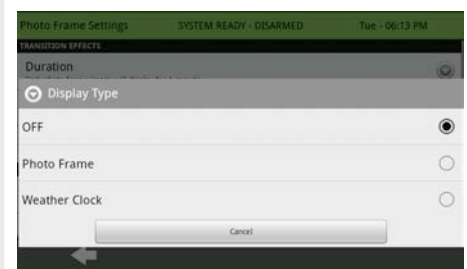 Photo Frame Settings SYSTEM READY - DISARMED Tue - 06:13 PM
TRANSITION EFFECTS
Duration
Display Type
OFF
Photo Frame
Weather Clock
Cancel